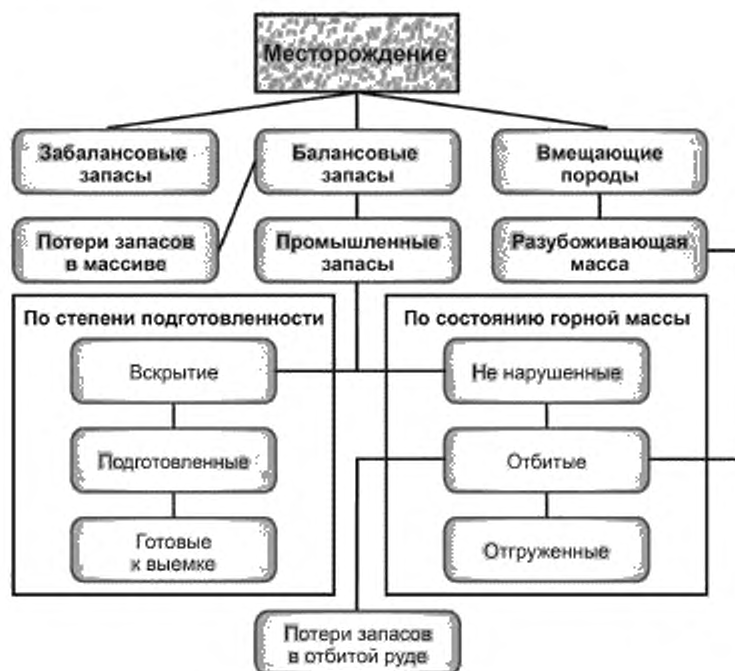 Месторождение
Забалансовые
запасы
Балансовые
запасы
Вмещающие
породы
Потери запасов
в массиве
Промышленные
запасы
Разубоживающая
масса
По степени подготовленности
По состоянию горной массы
Вскрытие
Не нарушенные
Подготовленные
Отбитые
Готовые
к выемке
Отгруженные
Потери запасов
в отбитой руде